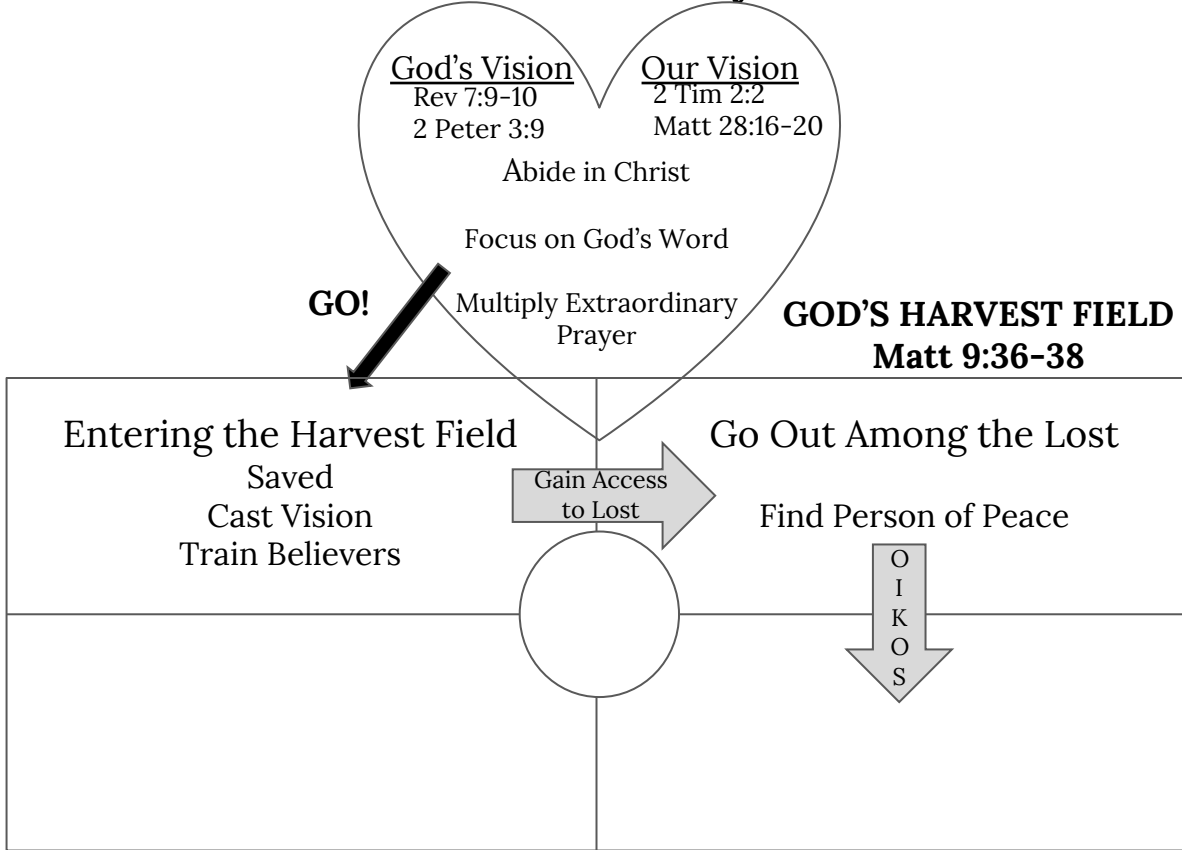 God's Vision
Our Vision
Rev 7:9-10
2 Peter 3:9
2 Tim 2:2
Matt 28:16-20
Abide in Christ
Focus on God's Word
Multiply Extraordinary
Prayer
GO!
GOD'S HARVEST FIELD
Matt 9:36-38
Entering the Harvest Field
Saved
Cast Vision
Train Believers
Gain Access
to Lost
Go Out Among the Lost
Find Person of Peace
O
I
K
O
S